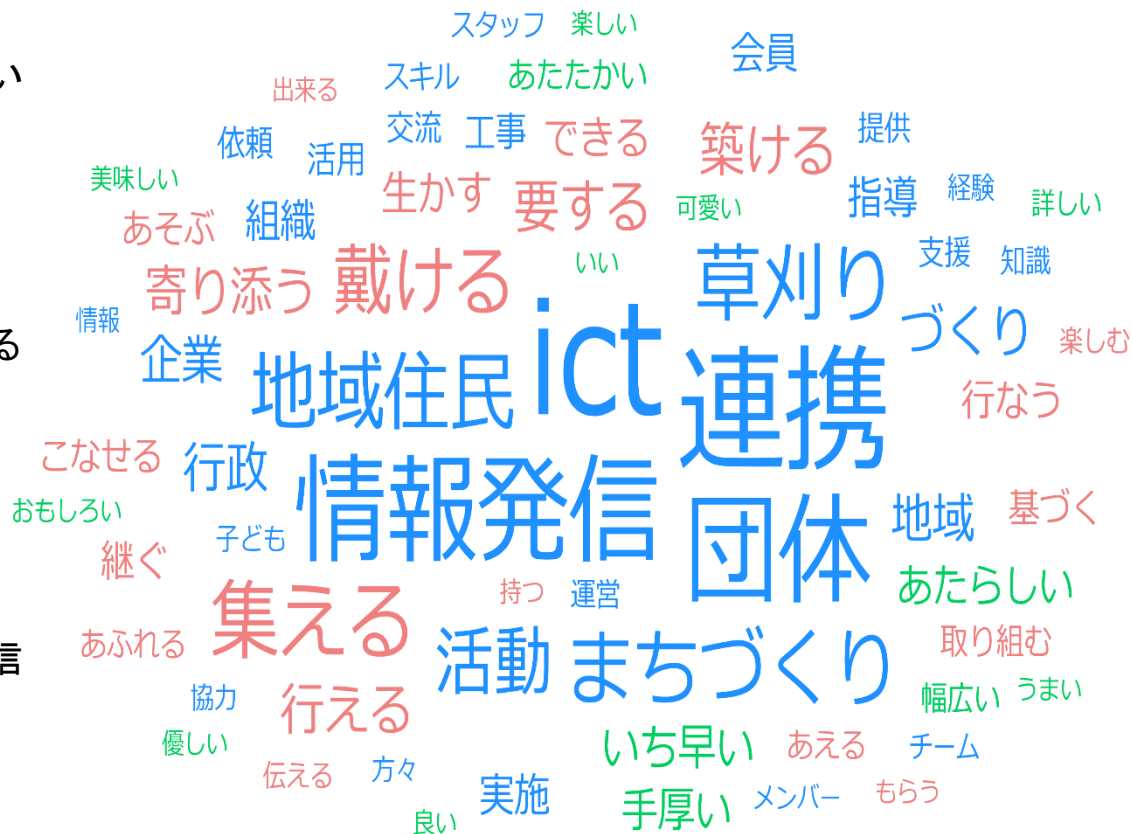 スタッフ 楽しい
会員
い
スキル あたたかい
出来る
交流 工事 できる 築ける 提供
依頼 活用
美味しい 生かす 要する 可愛い 指導 経験 詳しい
あそぶ 組織
寄り添う 戴ける いい 草刈り 支援 知識
情報 ict づくり 楽しむ
る
企業 地域住民 連携 行なう
こなせる 行政
おもしろい 情報発信 団体 地域 基づく
子ども
継ぐ 持つ 運営 あたらしい
集える
あふれる 活動 まちづくり 取り組む
信
協力 行える 幅広い うまい
優しい いち早い あえる チーム
伝える 方々 実施 手厚い メンバー もらう
良い